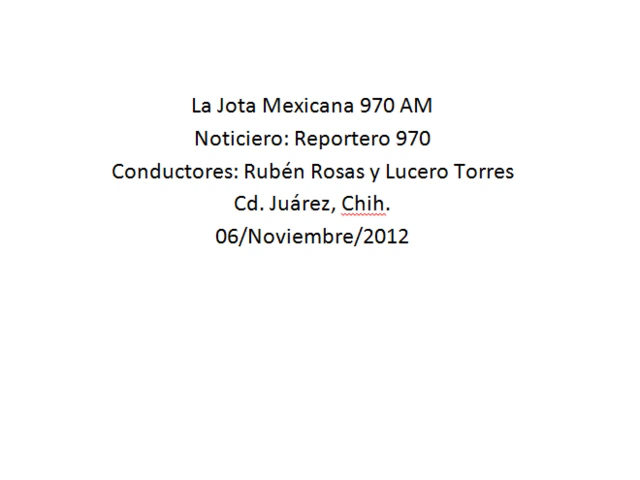 La Jota Mexicana 970 AM
Noticiero: Reportero 970
Conductores: Rubén Rosas y Lucero Torres
Cd. Juárez, Chih.
06/Noviembre/2012